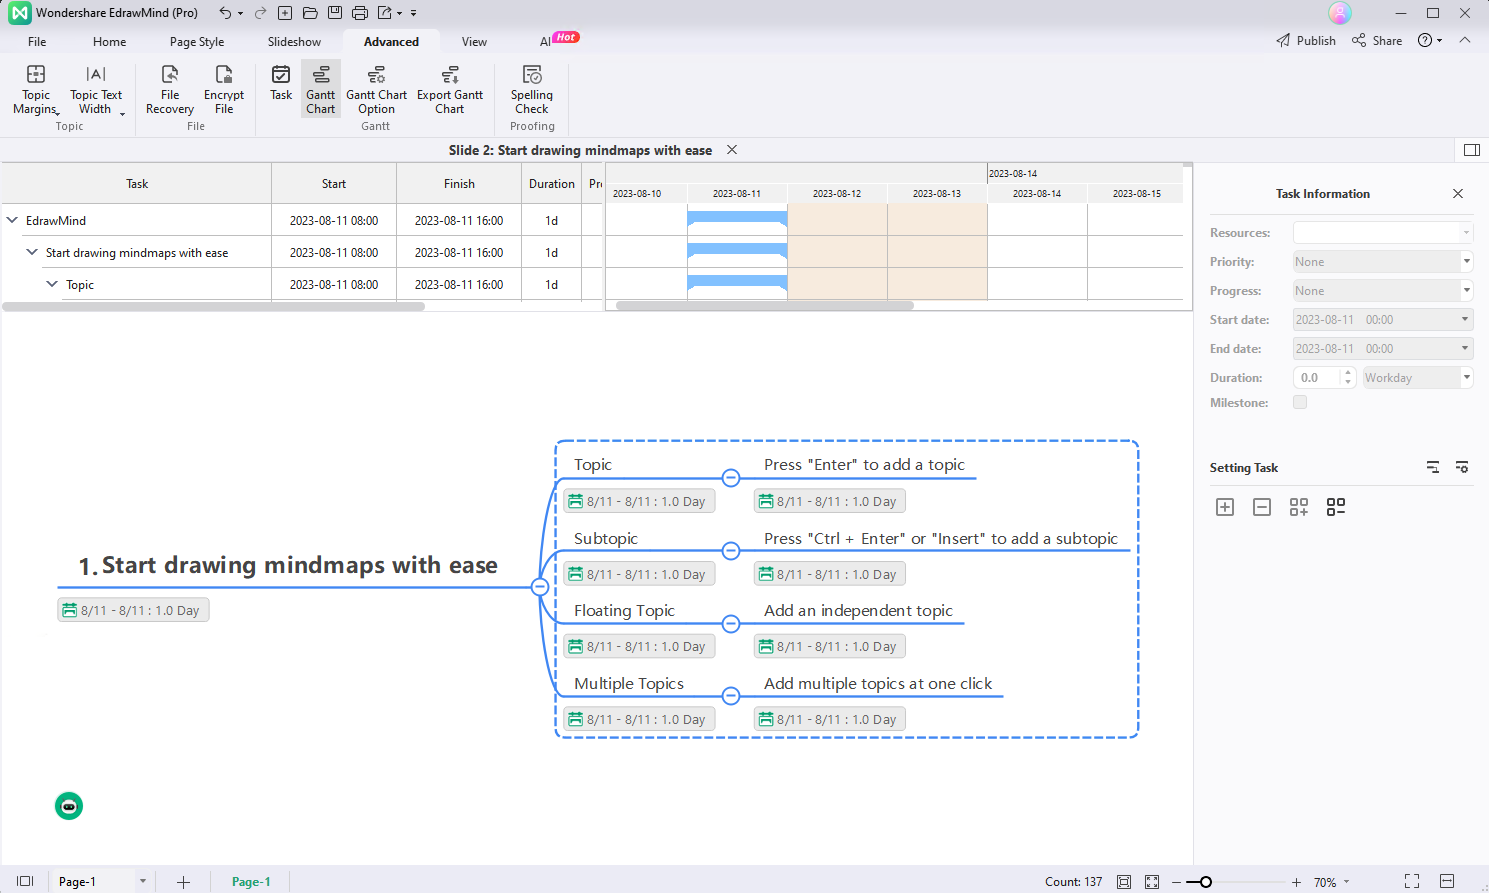 Wondershare EdrawMind (Pro)
File Home Page Style Slideshow Advanced View AI Hot Publish Share
Topic Margins
Topic Text Width
File Recovery
Encrypt File
Task
Gantt Chart
Gantt Chart Option
Export Gantt Chart
Spelling Check
Topic File Gantt Proofing
Slide 2: Start drawing mindmaps with ease
Task Start Finish Duration
2023-08-14
2023-08-10 2023-08-11 2023-08-12 2023-08-13 2023-08-14 2023-08-15
EdrawMind 2023-08-11 08:00 2023-08-11 16:00 1d
Start drawing mindmaps with ease 2023-08-11 08:00 2023-08-11 16:00 1d
Topic 2023-08-11 08:00 2023-08-11 16:00 1d
Task Information
Resources:
Priority: None
Progress: None
Start date: 2023-08-11 00:00
End date: 2023-08-11 00:00
Duration: 0.0 Workday
Milestone:
Setting Task
1. Start drawing mindmaps with ease
8/11 - 8/11 : 1.0 Day
Topic
8/11 - 8/11 : 1.0 Day
Press "Enter" to add a topic
8/11 - 8/11 : 1.0 Day
Subtopic
8/11 - 8/11 : 1.0 Day
Press "Ctrl + Enter" or "Insert" to add a subtopic
8/11 - 8/11 : 1.0 Day
Floating Topic
8/11 - 8/11 : 1.0 Day
Add an independent topic
8/11 - 8/11 : 1.0 Day
Multiple Topics
8/11 - 8/11 : 1.0 Day
Add multiple topics at one click
8/11 - 8/11 : 1.0 Day
Page-1 Page-1 Count: 137 70%